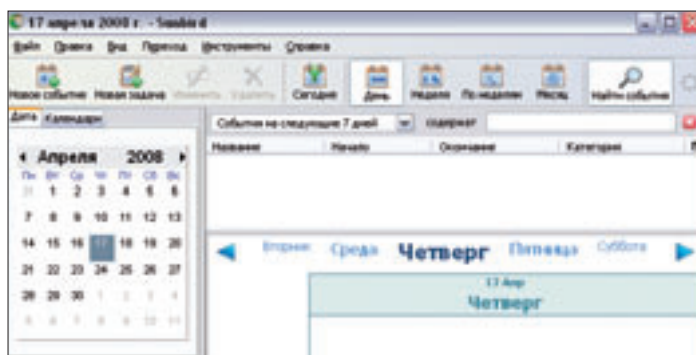 17 апреля 2008 г. - Sunbird
Файл Правка Вид Переход Инструменты Справка
Новое событие Новая задача Изменить Удалить Сегодня День Неделя По неделям Месяц Найти события
Дата Календари
События на следующие 7 дней содержат
Название Начало Окончание Категории
Апреля 2008
Пн Вт Ср Чт Пт Сб Вс
31 1 2 3 4 5 6
7 8 9 10 11 12 13
14 15 16 17 18 19 20
21 22 23 24 25 26 27
28 29 30 1 2 3 4
5 6 7 8 9 10 11
Вторник Среда Четверг Пятница Суббота
17 Апр
Четверг